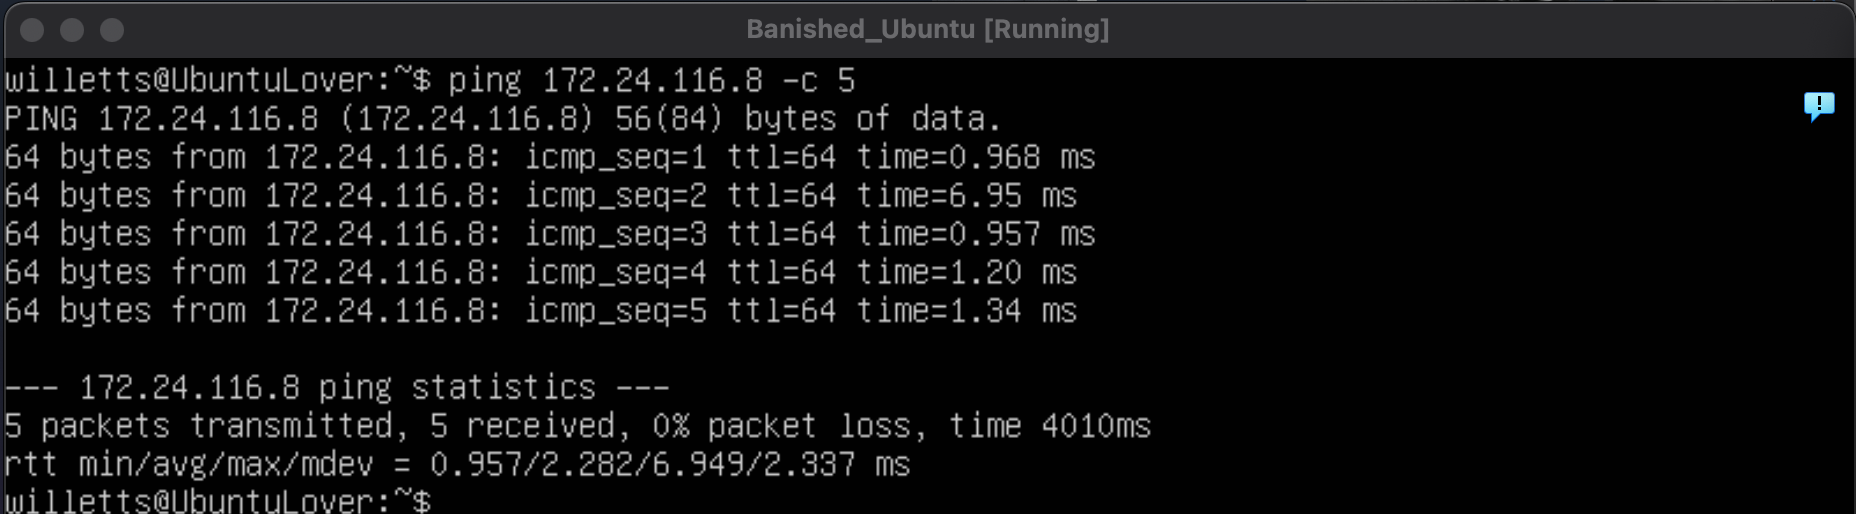 Banished_Ubuntu [Running]
willetts@UbuntuLover:~$ ping 172.24.116.8 -c 5
PING 172.24.116.8 (172.24.116.8) 56(84) bytes of data.
64 bytes from 172.24.116.8: icmp_seq=1 ttl=64 time=0.968 ms
64 bytes from 172.24.116.8: icmp_seq=2 ttl=64 time=6.95 ms
64 bytes from 172.24.116.8: icmp_seq=3 ttl=64 time=0.957 ms
64 bytes from 172.24.116.8: icmp_seq=4 ttl=64 time=1.20 ms
64 bytes from 172.24.116.8: icmp_seq=5 ttl=64 time=1.34 ms
--- 172.24.116.8 ping statistics ---
5 packets transmitted, 5 received, 0% packet loss, time 4010ms
rtt min/avg/max/mdev = 0.957/2.282/6.949/2.337 ms
willetts@UbuntuLover:~$